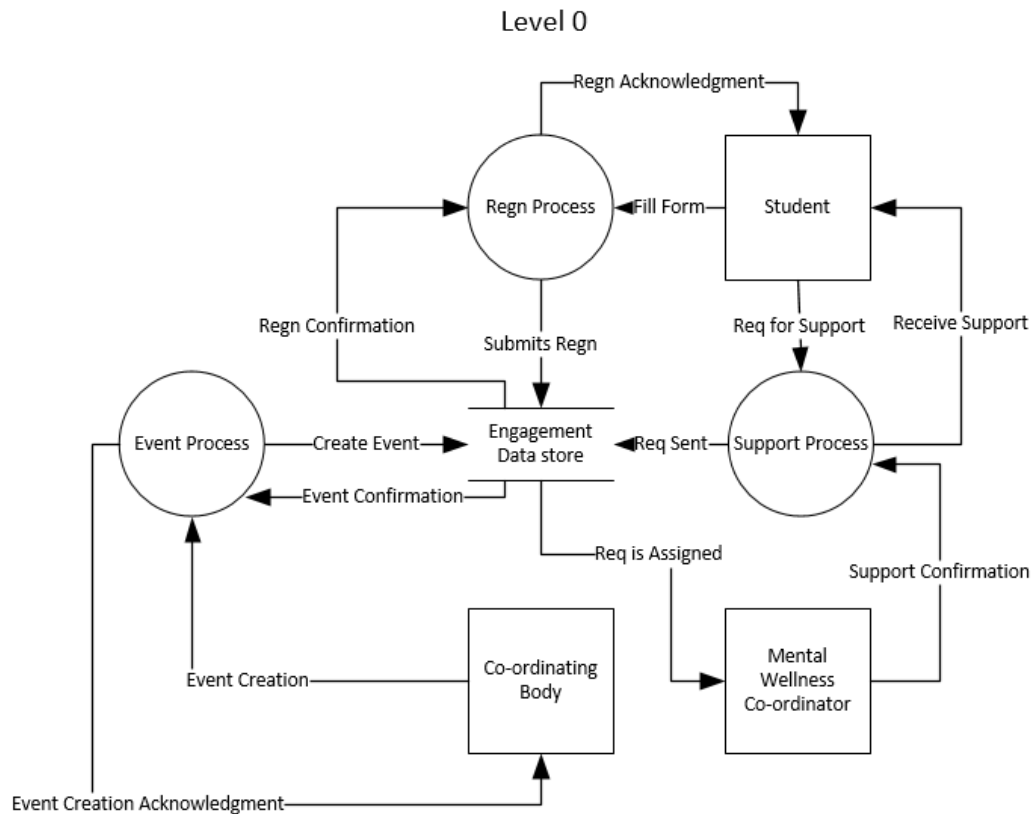 Level 0
Regn Acknowledgment
Regn Process
Fill Form
Student
Regn Confirmation
Submits Regn
Req for Support
Receive Support
Event Process
Create Event
Engagement
Data store
Req Sent
Support Process
Event Confirmation
Req is Assigned
Support Confirmation
Event Creation
Co-ordinating
Body
Mental
Wellness
Co-ordinator
Event Creation Acknowledgment